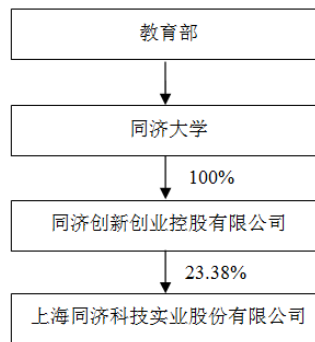 教育部
同济大学
100%
同济创新创业控股有限公司
23.38%
上海同济科技实业股份有限公司